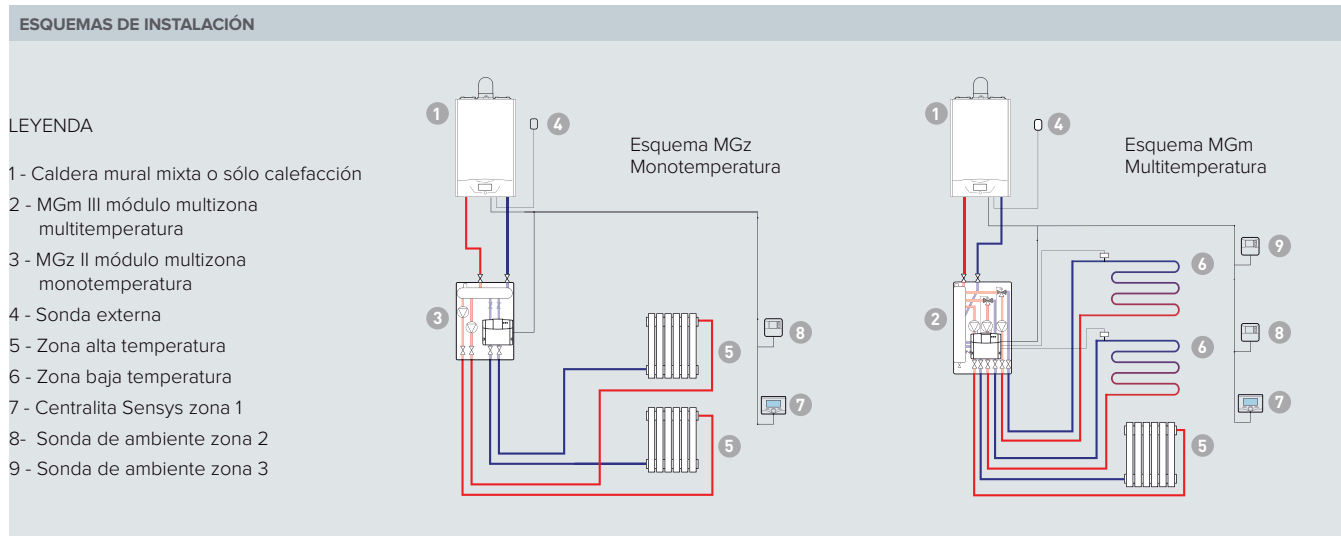 ESQUEMAS DE INSTALACIÓN
LEYENDA
1 - Caldera mural mixta o sólo calefacción
2 - MGm III módulo multizona
multitemperatura
3 - MGz II módulo multizona
monotemperatura
4 - Sonda externa
5 - Zona alta temperatura
6 - Zona baja temperatura
7 - Centralita Sensys zona 1
8- Sonda de ambiente zona 2
9 - Sonda de ambiente zona 3
1
4
Esquema MGz
Monotemperatura
3
8
5
7
5
1
4
Esquema MGm
Multitemperatura
9
6
2
8
6
7
5